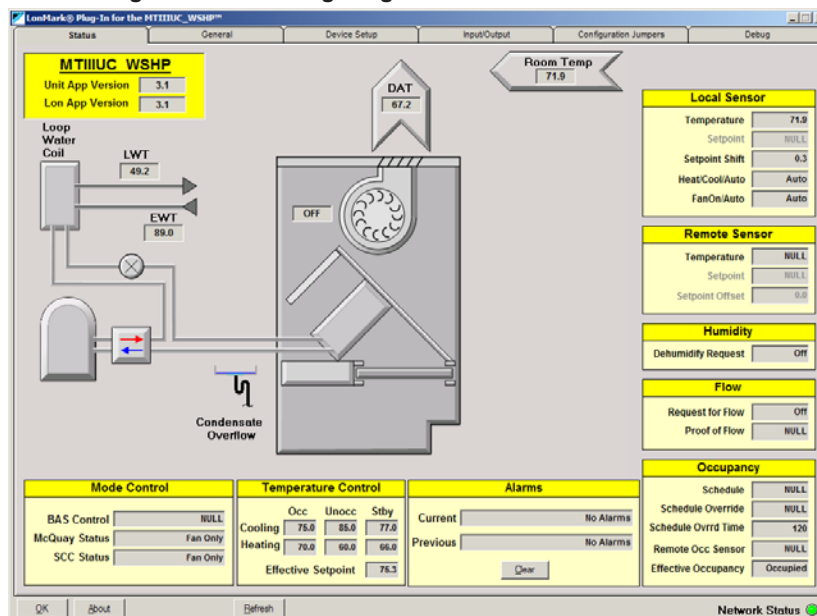 LonMark® Plug-In for the MTIIIUC_WSHP™
Status General Device Setup Input/Output Configuration Jumpers Debug
MTIIIUC WSHP
Unit App Version 3.1
Lon App Version 3.1
Loop
Water
Coil
LWT
49.2
EWT
89.0
DAT
67.2
Room Temp
71.9
OFF
Condensate
Overflow
Local Sensor
Temperature 71.9
Setpoint NULL
Setpoint Shift 0.3
Heat/Cool/Auto Auto
FanOn/Auto Auto
Remote Sensor
Temperature NULL
Setpoint NULL
Setpoint Offset 0.0
Humidity
Dehumidify Request Off
Flow
Request for Flow Off
Proof of Flow NULL
Occupancy
Schedule NULL
Schedule Override NULL
Schedule Ovrrd Time 120
Remote Occ Sensor NULL
Effective Occupancy Occupied
Mode Control
BAS Control NULL
McQuay Status Fan Only
SCC Status Fan Only
Temperature Control
Occ Unocc Stby
Cooling 75.0 85.0 77.0
Heating 70.0 60.0 66.0
Effective Setpoint 75.3
Alarms
Current No Alarms
Previous No Alarms
Clear
OK About Refresh Network Status